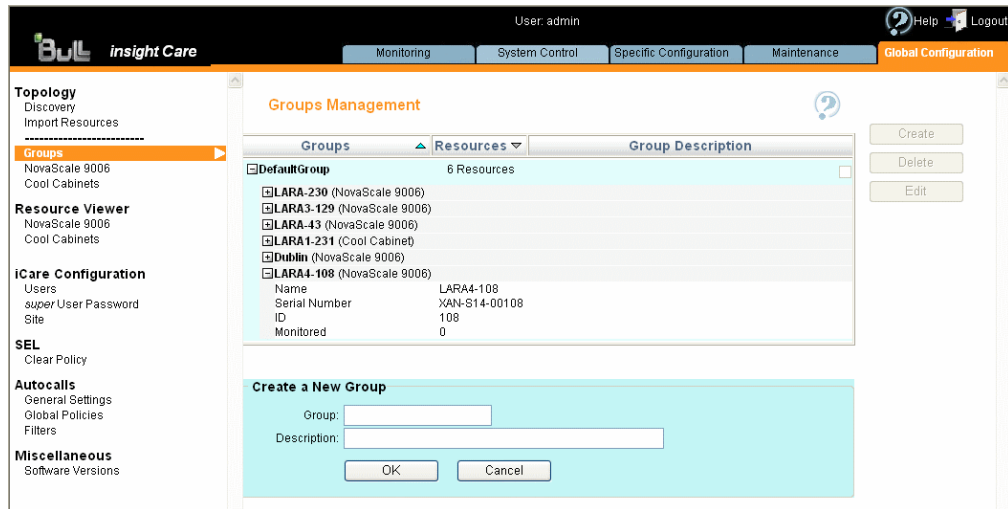 User: admin
Help
Logout
Bull
insight Care
Monitoring
System Control
Specific Configuration
Maintenance
Global Configuration
Topology
Discovery
Import Resources
-------------------------
Groups
NovaScale 9006
Cool Cabinets
Resource Viewer
NovaScale 9006
Cool Cabinets
iCare Configuration
Users
super User Password
Site
SEL
Clear Policy
Autocalls
General Settings
Global Policies
Filters
Miscellaneous
Software Versions
Groups Management
Groups Resources Group Description
DefaultGroup 6 Resources
LARA-230 (NovaScale 9006)
LARA3-129 (NovaScale 9006)
LARA-43 (NovaScale 9006)
LARA1-231 (Cool Cabinet)
Dublin (NovaScale 9006)
LARA4-108 (NovaScale 9006)
Name LARA4-108
Serial Number XAN-S14-00108
ID 108
Monitored 0
Create a New Group
Group:
Description:
OK Cancel
Create
Delete
Edit